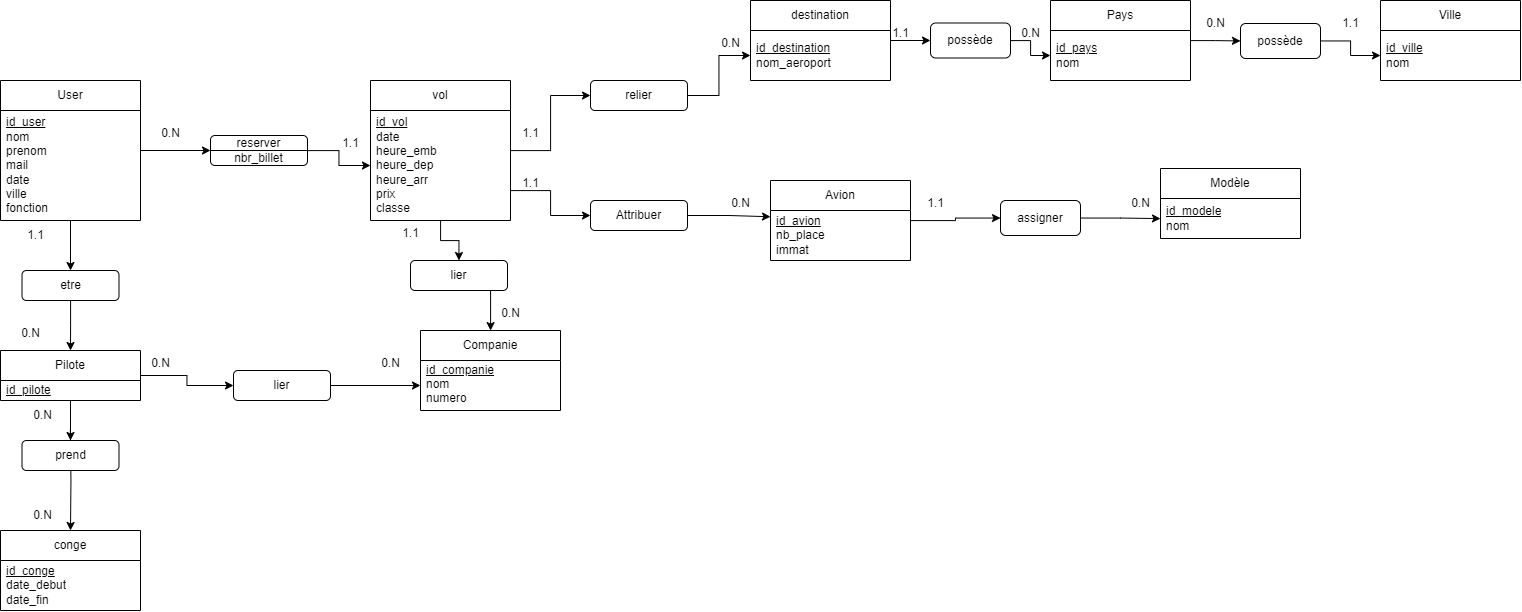 destination
id_destination
nom_aeroport
1.1
possède
0.N
Pays
id_pays
nom
0.N
possède
1.1
Ville
id_ville
nom
User
id_user
nom
prenom
mail
date
ville
fonction
0.N
reserver
nbr_billet
1.1
vol
id_vol
date
heure_emb
heure_dep
heure_arr
prix
classe
1.1
relier
0.N
1.1
Attribuer
0.N
Avion
id_avion
nb_place
immat
1.1
assigner
0.N
Modèle
id_modele
nom
1.1
etre
0.N
1.1
lier
0.N
Pilote
id_pilote
0.N
lier
0.N
Companie
id_companie
nom
numero
0.N
prend
0.N
conge
id_conge
date_debut
date_fin